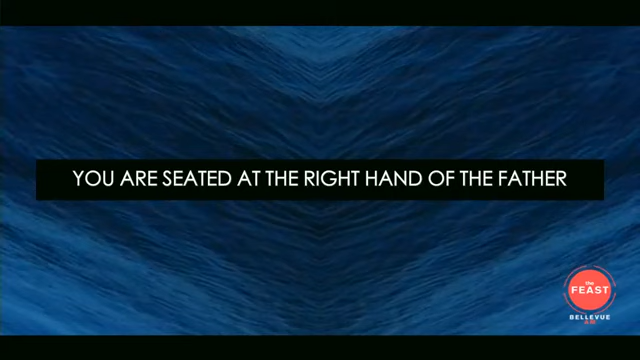 YOU ARE SEATED AT THE RIGHT HAND OF THE FATHER
the
FEAST
BELLEVUE